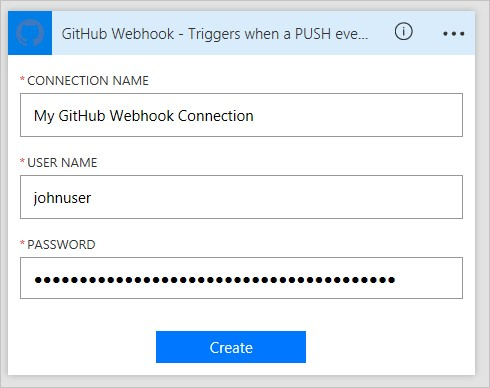 GitHub Webhook - Triggers when a PUSH eve...
* CONNECTION NAME
My GitHub Webhook Connection
* USER NAME
johnuser
* PASSWORD
●●●●●●●●●●●●●●●●●●●●●●●●●●●●●●●●●●●●●●●●
Create